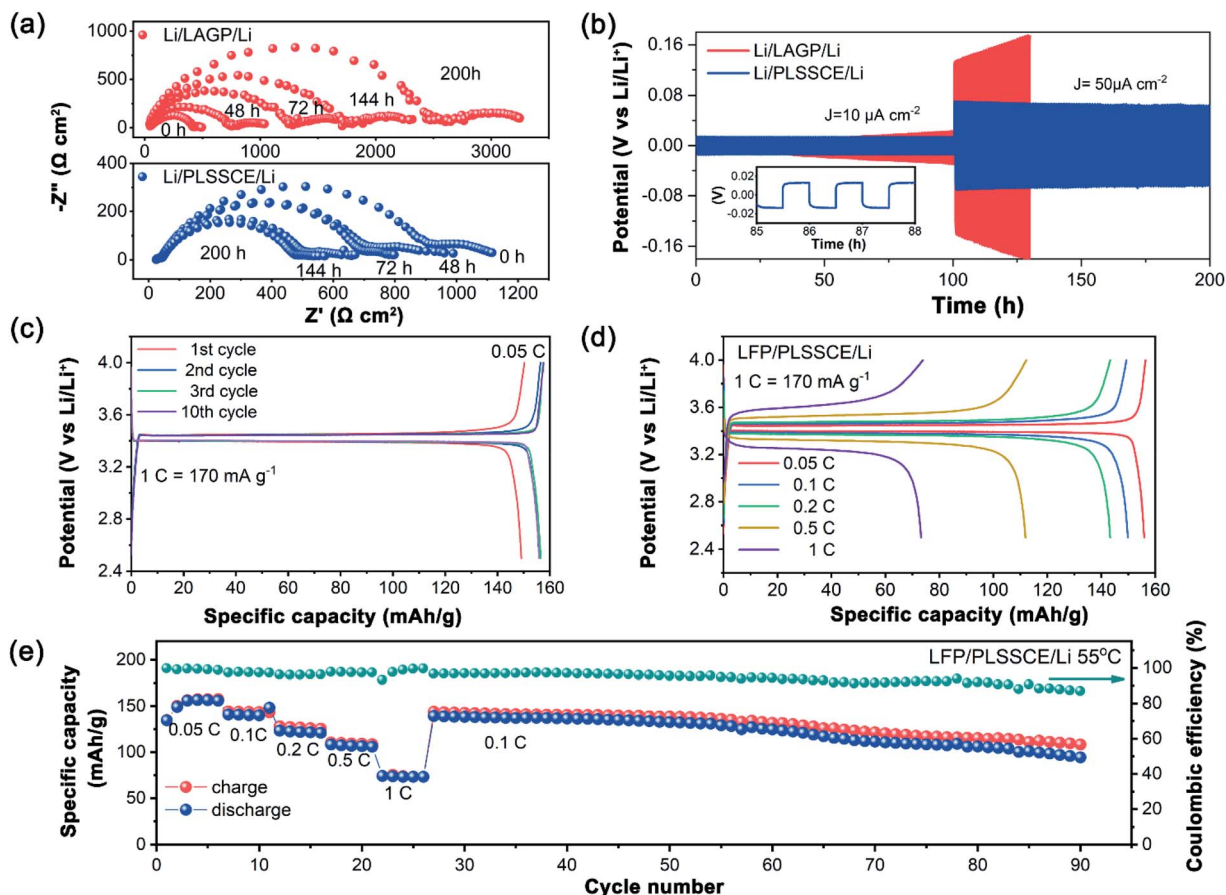 (a)
1000
Li/LAGP/Li
500
0
200h
144 h
72 h
48 h
0 h
0 1000 2000 3000
-Z" (Ω cm²)
400
Li/PLSSCE/Li
200
0
200 h
144 h
72 h
48 h
0 h
0 200 400 600 800 1000 1200
Z' (Ω cm²)
(b)
Potential (V vs Li/Li⁺)
0.16
0.08
0.00
-0.08
-0.16
Li/LAGP/Li
Li/PLSSCE/Li
J= 50μA cm⁻²
J=10 μA cm⁻²
(V)
0.02
0.00
-0.02
85 86 87 88
Time (h)
0 50 100 150 200
Time (h)
(c)
Potential (V vs Li/Li⁺)
4.0
3.6
3.2
2.8
2.4
1st cycle
2nd cycle
3rd cycle
10th cycle
0.05 C
1 C = 170 mA g⁻¹
0 20 40 60 80 100 120 140 160
Specific capacity (mAh/g)
(d)
Potential (V vs Li/Li⁺)
4.0
3.6
3.2
2.8
2.4
LFP/PLSSCE/Li
1 C = 170 mA g⁻¹
0.05 C
0.1 C
0.2 C
0.5 C
1 C
0 20 40 60 80 100 120 140 160
Specific capacity (mAh/g)
(e)
Specific capacity
(mAh/g)
200
150
100
50
0
LFP/PLSSCE/Li 55°C
0.05 C
0.1C
0.2 C
0.5 C
1 C
0.1 C
charge
discharge
100
80
60
40
20
0
Coulombic efficiency (%)
0 10 20 30 40 50 60 70 80 90
Cycle number